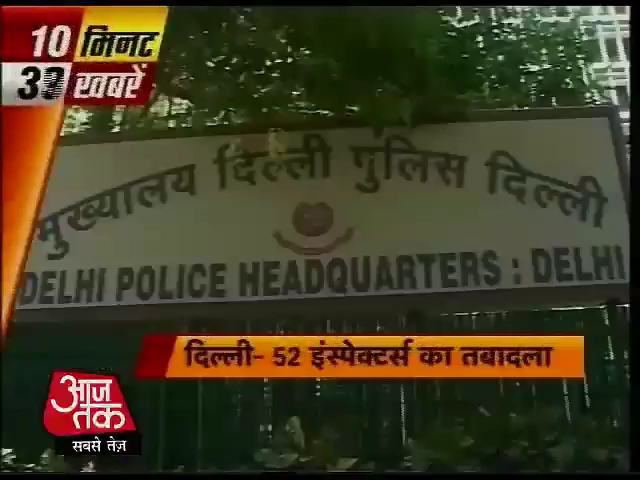 10 मिनट
खबरें
मुख्यालय दिल्ली पुलिस दिल्ली
DELHI POLICE HEADQUARTERS : DELHI
दिल्ली- 52 इंस्पेक्टर्स का तबादला
आज
तक
सबसे तेज़